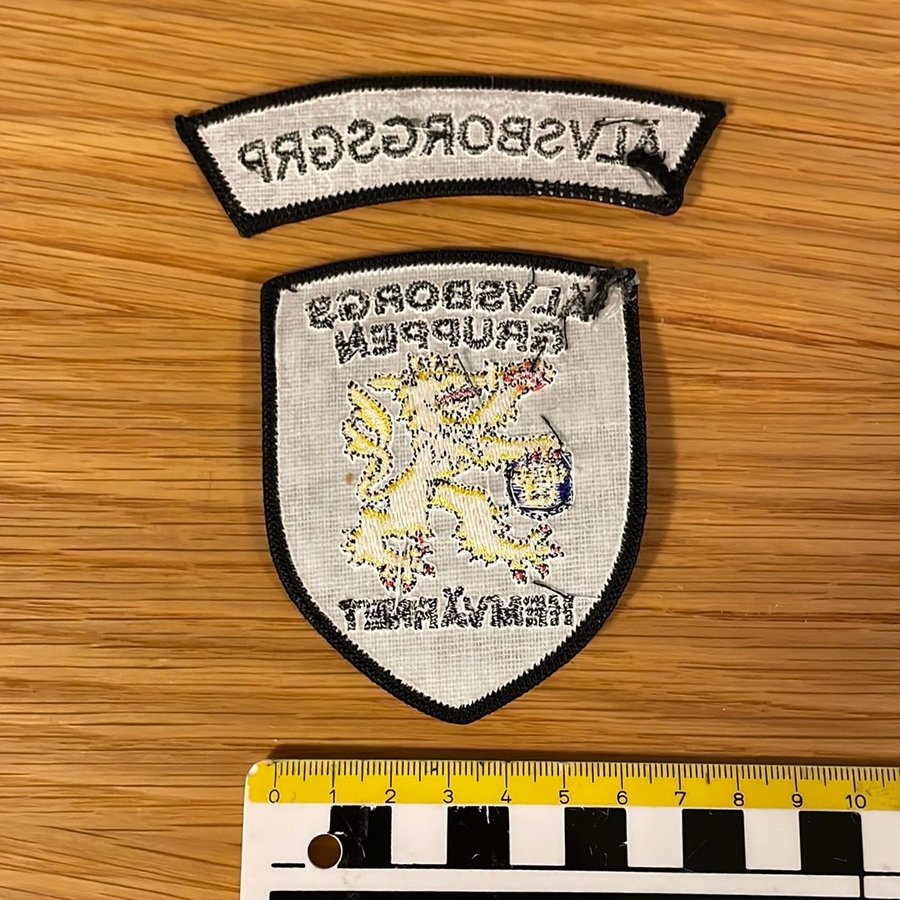 ÄLVSBORGSGRP
ÄLVSBORGS
GRUPPEN
HEMVÄRNET
0 1 2 3 4 5 6 7 8 9 10